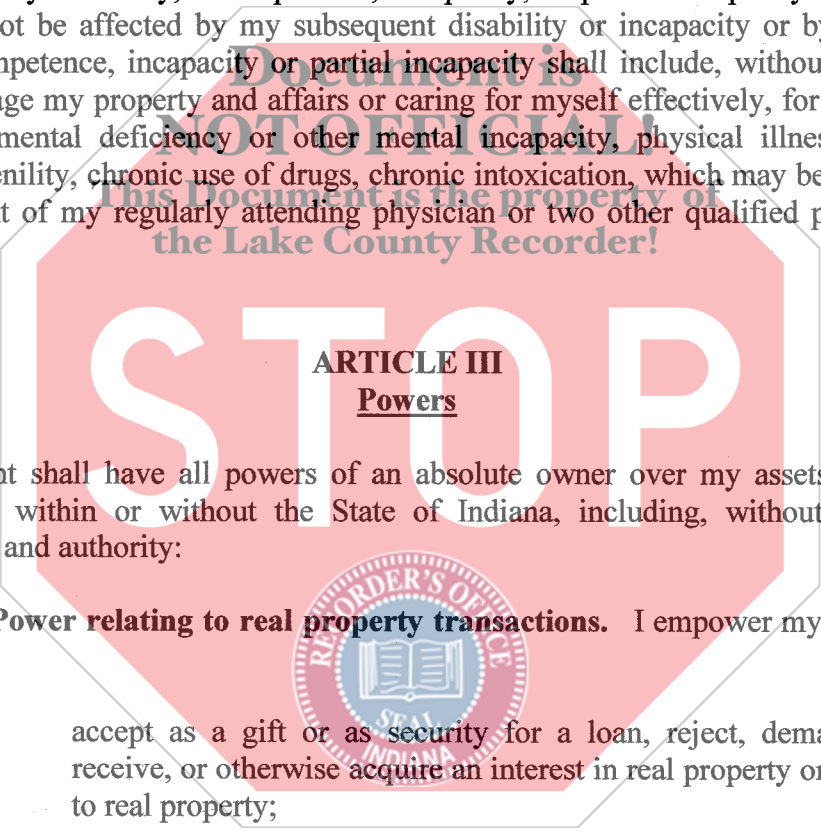 not be affected by my subsequent disability or incapacity or by
mpetence, incapacity or partial incapacity shall include, withou
age my property and affairs or caring for myself effectively, for
mental deficiency or other mental incapacity, physical illnes
enility, chronic use of drugs, chronic intoxication, which may be
t of my regularly attending physician or two other qualified p
Document is
NOT OFFICIAL!
This Document is the property of
the Lake County Recorder!
STOP
ARTICLE III
Powers
nt shall have all powers of an absolute owner over my assets
within or without the State of Indiana, including, without
and authority:
Power relating to real property transactions. I empower my
RECORDER'S OFFICE
SEAL
INDIANA
accept as a gift or as security for a loan, reject, dema
receive, or otherwise acquire an interest in real property or
to real property;